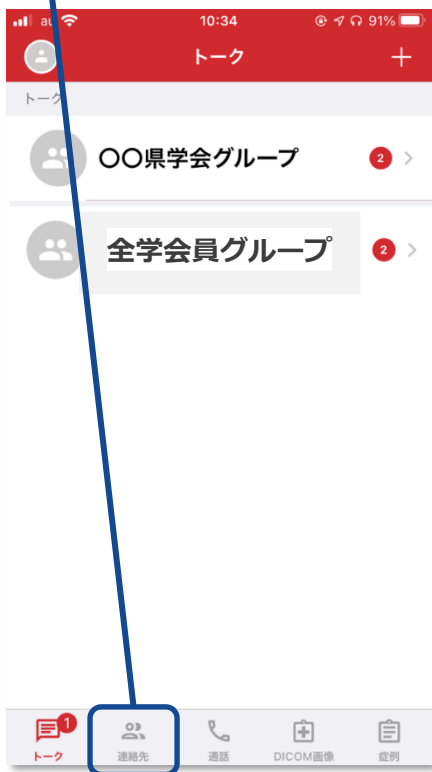 au 10:34 91%
トーク
トーク
〇〇県学会グループ 2
全学会員グループ 2
1
トーク 連絡先 通話 DICOM画像 症例